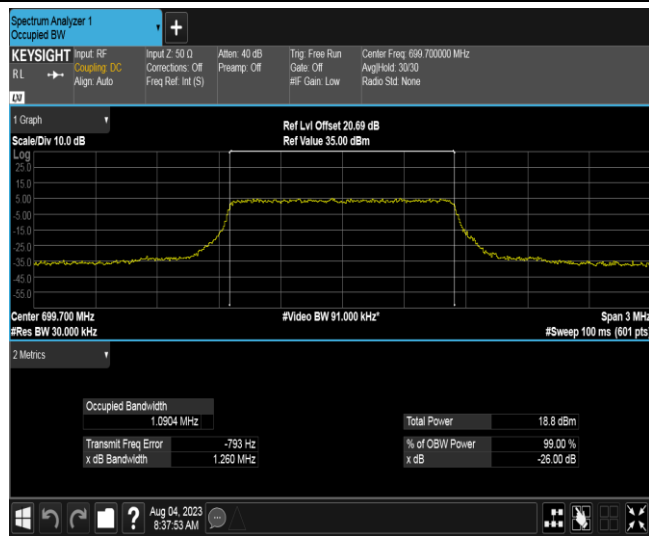 Spectrum Analyzer 1
Occupied BW
+
KEYSIGHT
RL
Input: RF
Coupling: DC
Align: Auto
Input Z: 50 Ω
Corrections: Off
Freq Ref: Int (S)
Atten: 40 dB
Preamp: Off
Trig: Free Run
Gate: Off
#IF Gain: Low
Center Freq: 699.700000 MHz
Avg|Hold: 30/30
Radio Std: None
LXI
1 Graph
Scale/Div 10.0 dB
Ref Lvl Offset 20.69 dB
Ref Value 35.00 dBm
Log
25.0
15.0
5.00
-5.00
-15.0
-25.0
-35.0
-45.0
-55.0
Center 699.700 MHz
#Video BW 91.000 kHz*
Span 3 MHz
#Res BW 30.000 kHz
#Sweep 100 ms (601 pts)
2 Metrics
Occupied Bandwidth
1.0904 MHz
Total Power 18.8 dBm
Transmit Freq Error -793 Hz
% of OBW Power 99.00 %
x dB Bandwidth 1.260 MHz
x dB -26.00 dB
?
Aug 04, 2023
8:37:53 AM